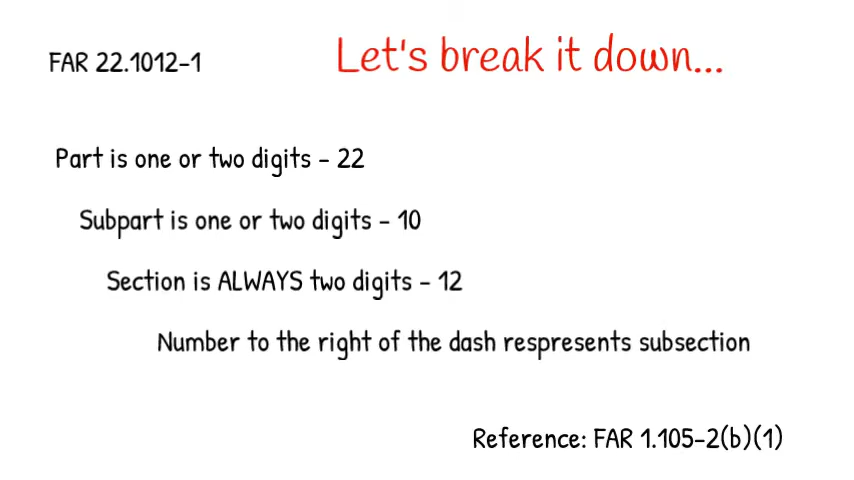 FAR 22.1012-1
Let's break it down...
Part is one or two digits - 22
Subpart is one or two digits - 10
Section is ALWAYS two digits - 12
Number to the right of the dash respresents subsection
Reference: FAR 1.105-2(b)(1)